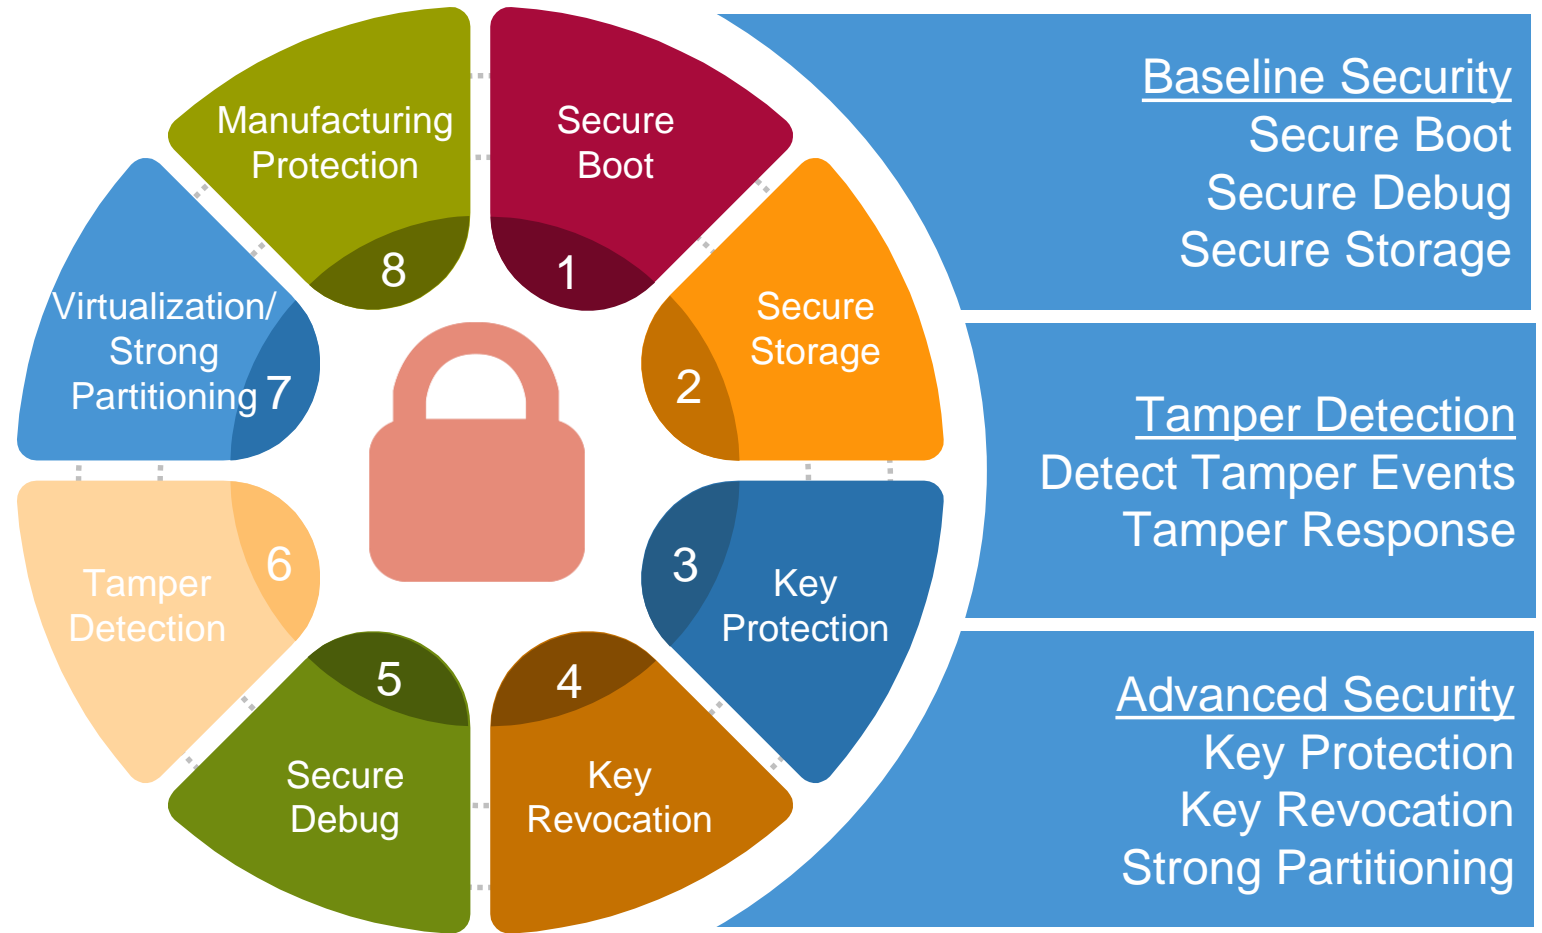 Manufacturing
Protection
8
Secure
Boot
1
Secure
Storage
2
Key
Protection
3
Key
Revocation
4
Secure
Debug
5
Tamper
Detection
6
Virtualization/
Strong
Partitioning
7
Baseline Security
Secure Boot
Secure Debug
Secure Storage
Tamper Detection
Detect Tamper Events
Tamper Response
Advanced Security
Key Protection
Key Revocation
Strong Partitioning